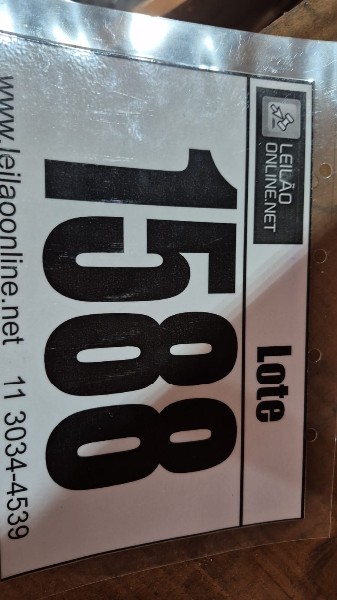 LEILÃO
ONLINE.NET
Lote
1588
www.leilaoonline.net 11 3034-4539